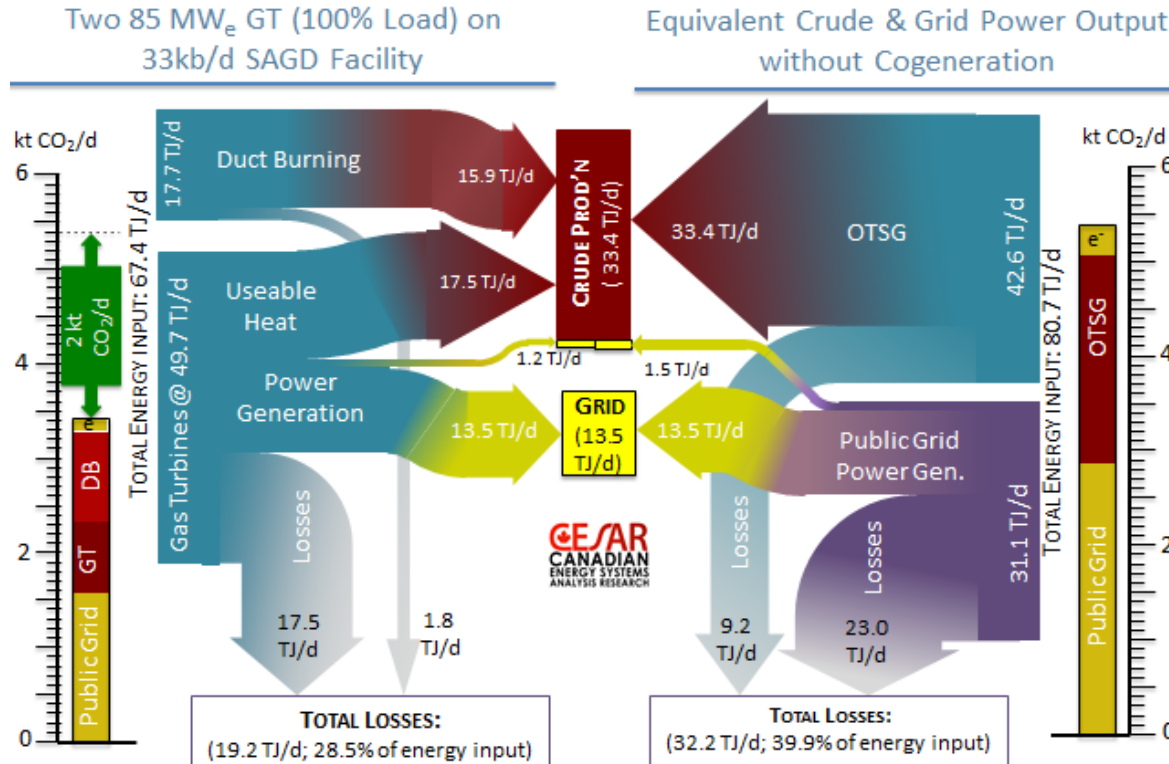 Two 85 MWe GT (100% Load) on
33kb/d SAGD Facility
Equivalent Crude & Grid Power Output
without Cogeneration
kt CO2/d
6
4
2
0
2 kt
CO2/d
e-
DB
GT
Public Grid
TOTAL ENERGY INPUT: 67.4 TJ/d
17.7 TJ/d
Duct Burning
15.9 TJ/d
Gas Turbines @ 49.7 TJ/d
Useable
Heat
17.5 TJ/d
Power
Generation
1.2 TJ/d
13.5 TJ/d
Losses
17.5
TJ/d
1.8
TJ/d
TOTAL LOSSES:
(19.2 TJ/d; 28.5% of energy input)
CRUDE PROD'N
( 33.4 TJ/d)
GRID
(13.5
TJ/d)
CESAR
CANADIAN
ENERGY SYSTEMS
ANALYSIS RESEARCH
33.4 TJ/d
OTSG
42.6 TJ/d
1.5 TJ/d
13.5 TJ/d
Public Grid
Power Gen.
31.1 TJ/d
Losses
Losses
9.2
TJ/d
23.0
TJ/d
TOTAL LOSSES:
(32.2 TJ/d; 39.9% of energy input)
TOTAL ENERGY INPUT: 80.7 TJ/d
kt CO2/d
e-
OTSG
Public Grid
6
4
2
0